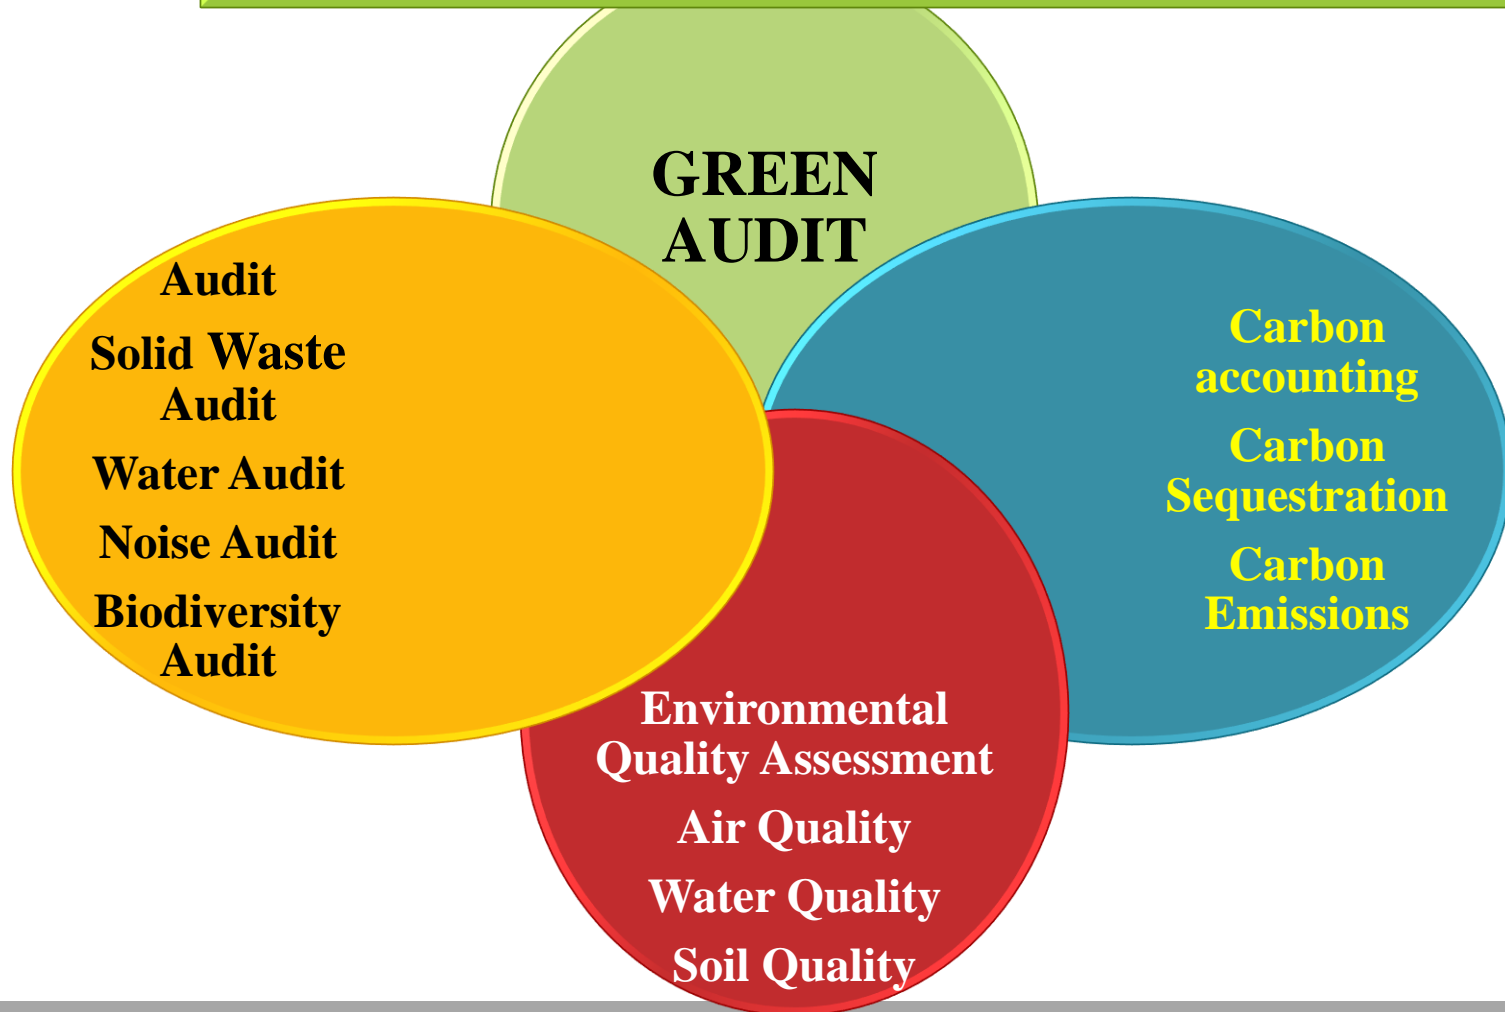 GREEN
AUDIT
Audit
Solid Waste
Audit
Water Audit
Noise Audit
Biodiversity
Audit
Carbon
accounting
Carbon
Sequestration
Carbon
Emissions
Environmental
Quality Assessment
Air Quality
Water Quality
Soil Quality